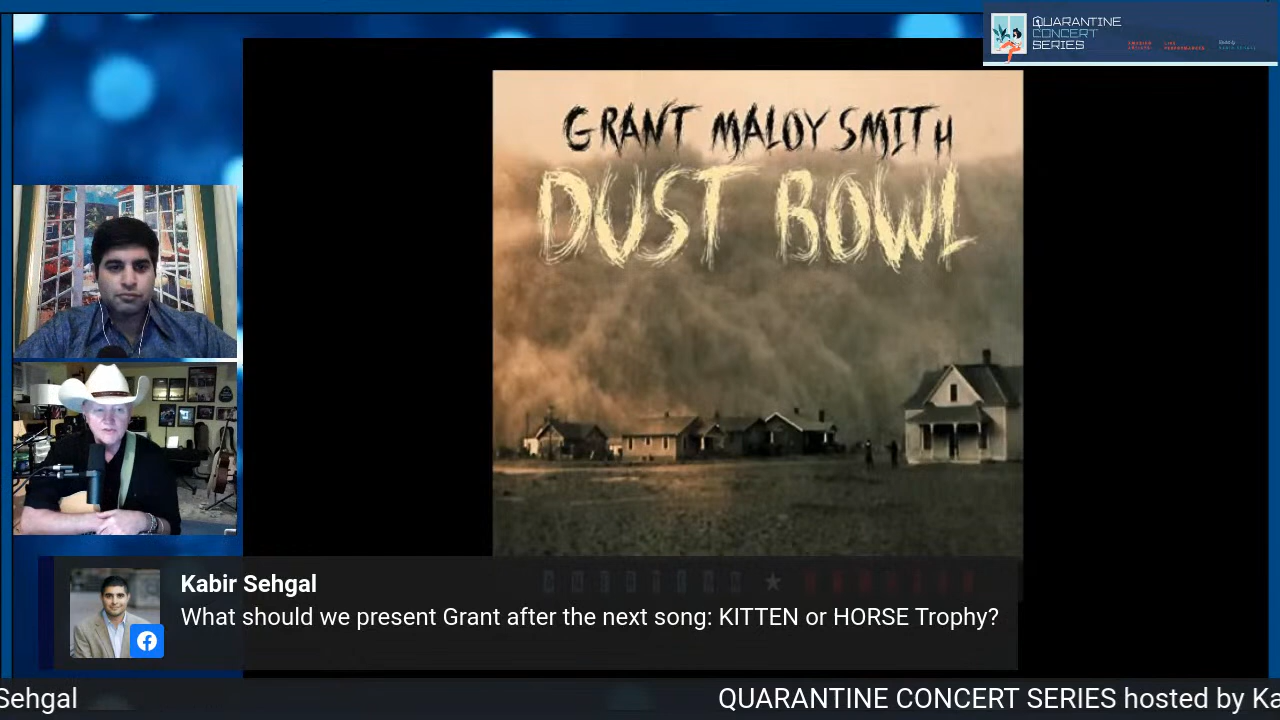 QUARANTINE
CONCERT
SERIES
GRANT MALOY SMITH
DUST BOWL
Kabir Sehgal
What should we present Grant after the next song: KITTEN or HORSE Trophy?
Sehgal
QUARANTINE CONCERT SERIES hosted by Ka